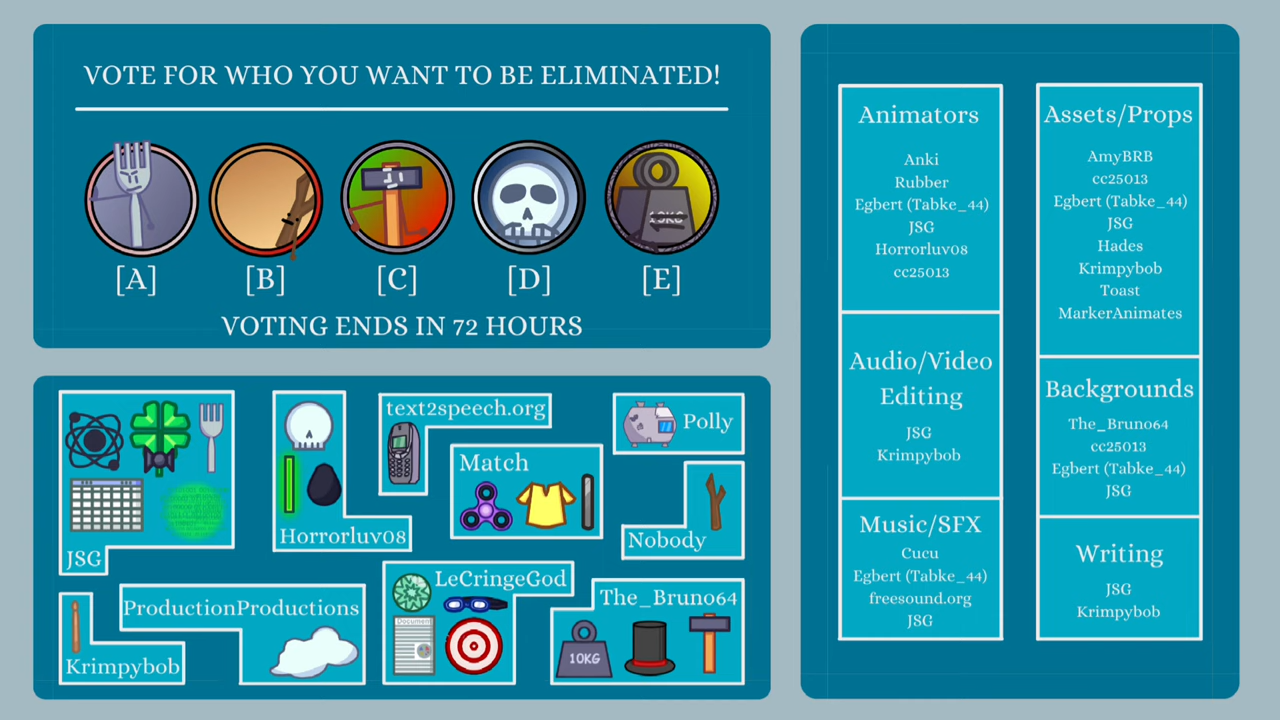 VOTE FOR WHO YOU WANT TO BE ELIMINATED!
10KG
[A] [B] [C] [D] [E]
VOTING ENDS IN 72 HOURS
JSG
Horrorluv08
text2speech.org
Match
Polly
Nobody
Krimpybob
ProductionProductions
LeCringeGod
Document
The_Bruno64
10KG
Animators
Anki
Rubber
Egbert (Tabke_44)
JSG
Horrorluv08
cc25013
Audio/Video
Editing
JSG
Krimpybob
Music/SFX
Cucu
Egbert (Tabke_44)
freesound.org
JSG
Assets/Props
AmyBRB
cc25013
Egbert (Tabke_44)
JSG
Hades
Krimpybob
Toast
MarkerAnimates
Backgrounds
The_Bruno64
cc25013
Egbert (Tabke_44)
JSG
Writing
JSG
Krimpybob